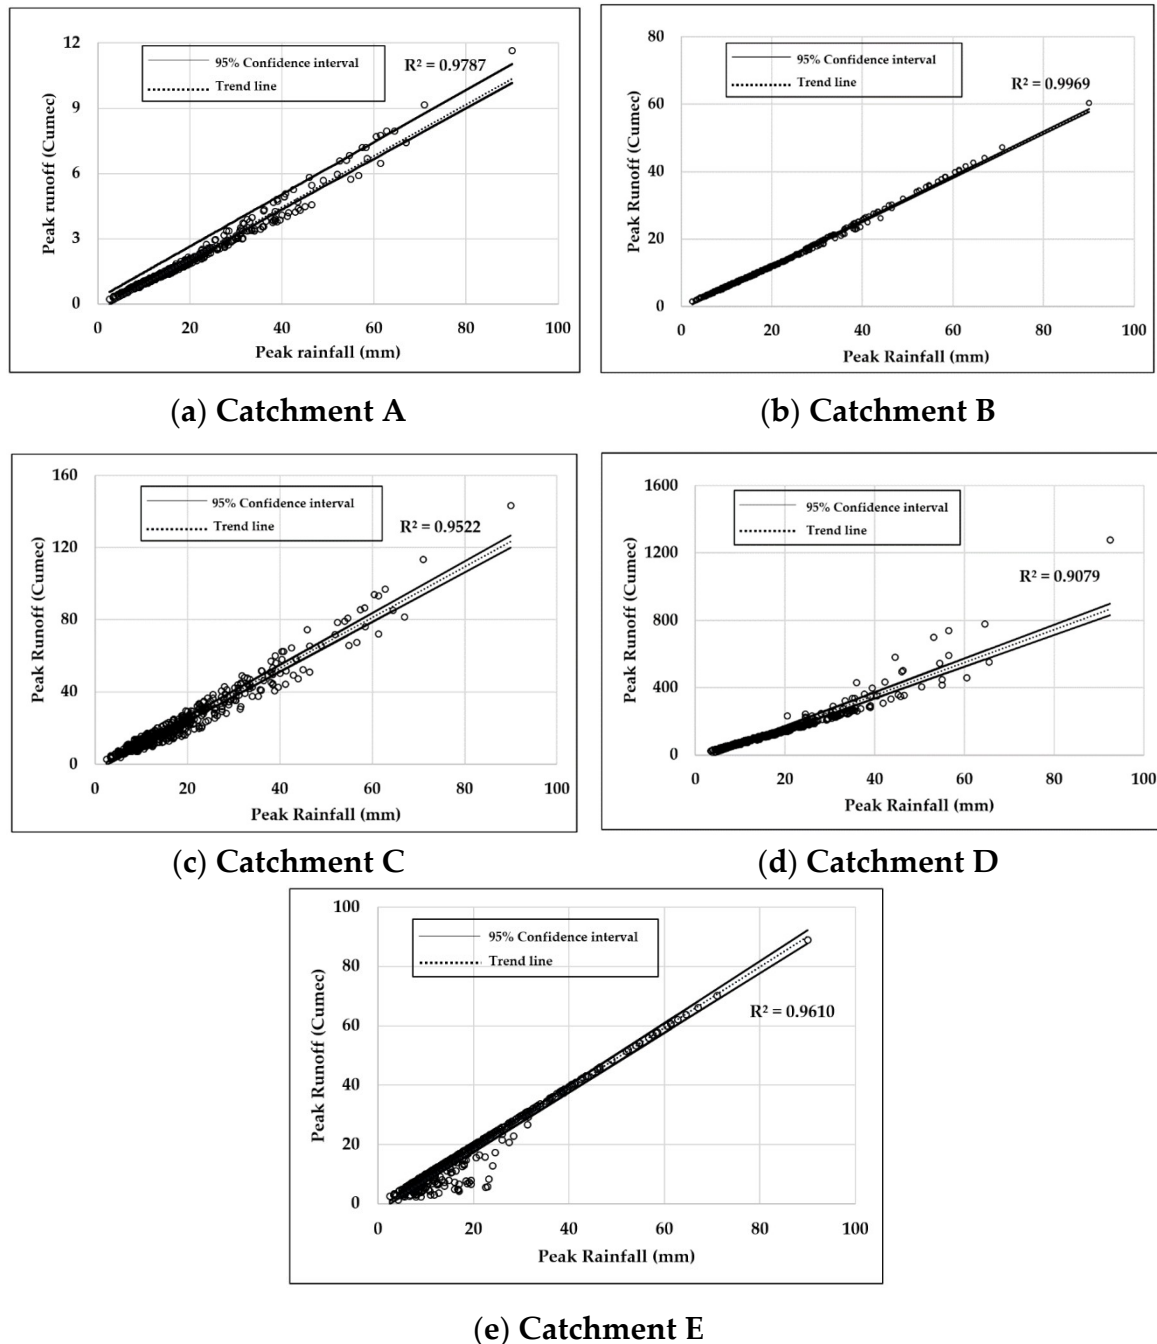 12
9
6
3
0
0
20
40
60
80
100
Peak runoff (Cumec)
Peak rainfall (mm)
95% Confidence interval
Trend line
R² = 0.9787
(a) Catchment A
80
60
40
20
0
0
20
40
60
80
100
Peak Runoff (Cumec)
Peak Rainfall (mm)
95% Confidence interval
Trend line
R² = 0.9969
(b) Catchment B
160
120
80
40
0
0
20
40
60
80
100
Peak Runoff (Cumec)
Peak Rainfall (mm)
95% Confidence interval
Trend line
R² = 0.9522
(c) Catchment C
1600
1200
800
400
0
0
20
40
60
80
100
Peak Runoff (Cumec)
Peak Rainfall (mm)
95% Confidence interval
Trend line
R² = 0.9079
(d) Catchment D
100
80
60
40
20
0
0
20
40
60
80
100
Peak Runoff (Cumec)
Peak Rainfall (mm)
95% Confidence interval
Trend line
R² = 0.9610
(e) Catchment E